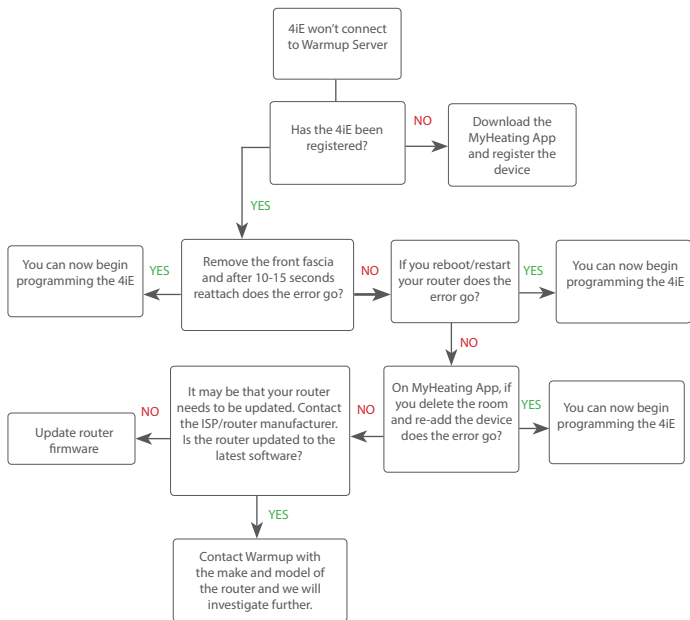 4iE won't connect
to Warmup Server
Has the 4iE been
registered?
NO
Download the
MyHeating App
and register the
device
YES
You can now begin
programming the 4iE
YES
Remove the front fascia
and after 10-15 seconds
reattach does the error go?
NO
If you reboot/restart
your router does the
error go?
YES
You can now begin
programming the 4iE
NO
On MyHeating App, if
you delete the room
and re-add the device
does the error go?
YES
You can now begin
programming the 4iE
NO
It may be that your router
needs to be updated. Contact
the ISP/router manufacturer.
Is the router updated to the
latest software?
NO
Update router
firmware
YES
Contact Warmup with
the make and model of
the router and we will
investigate further.